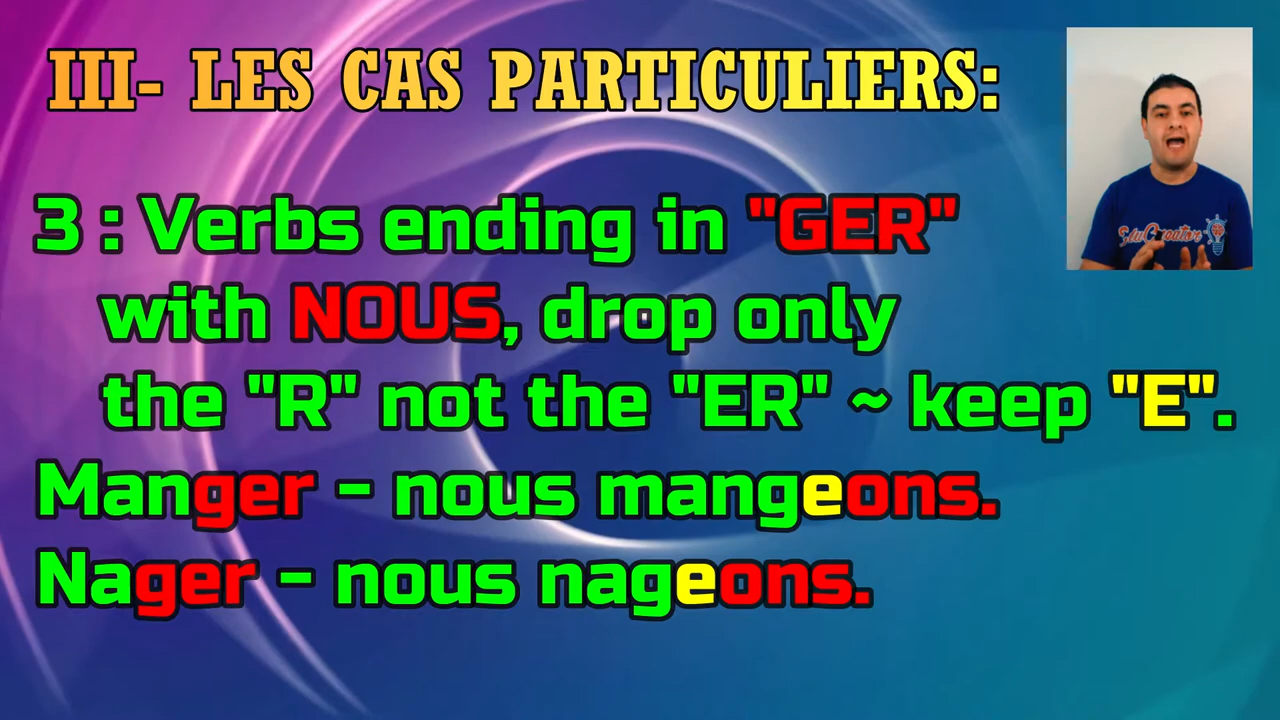 III- LES CAS PARTICULIERS:
3 : Verbs ending in "GER"
with NOUS, drop only
the "R" not the "ER" ~ keep "E".
Manger - nous mangeons.
Nager - nous nageons.